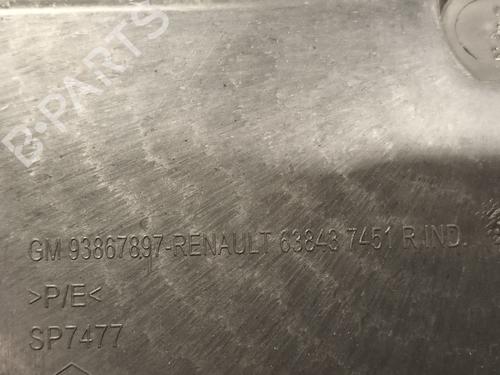 B-PARTS
GM 93867897-RENAULT 63843 7451 R.IND.
>P/E<
SP7477